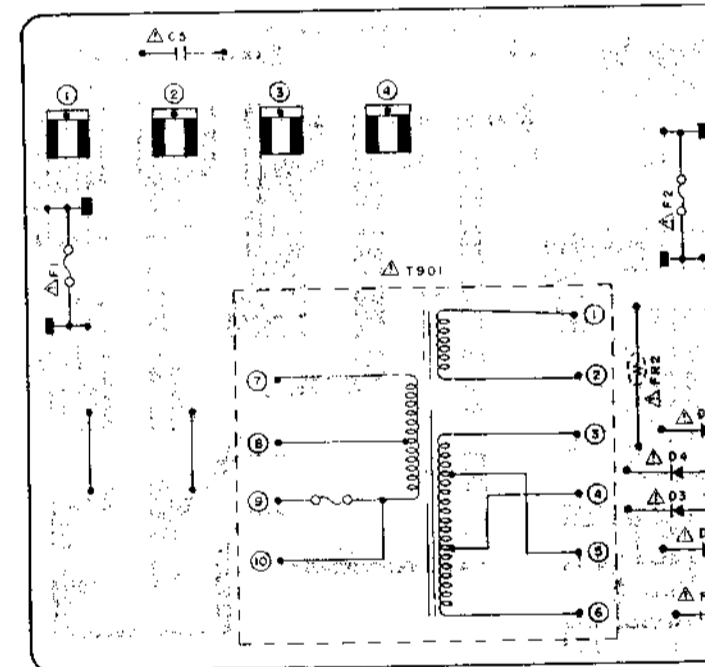 ⚠ C5
① ② ③ ④
⚠ F1
⚠ F2
⚠ T901
①
②
③
④
⑤
⑥
⑦
⑧
⑨
⑩
⚠ FR2
⚠ D
⚠ D4
⚠ D3
⚠ D